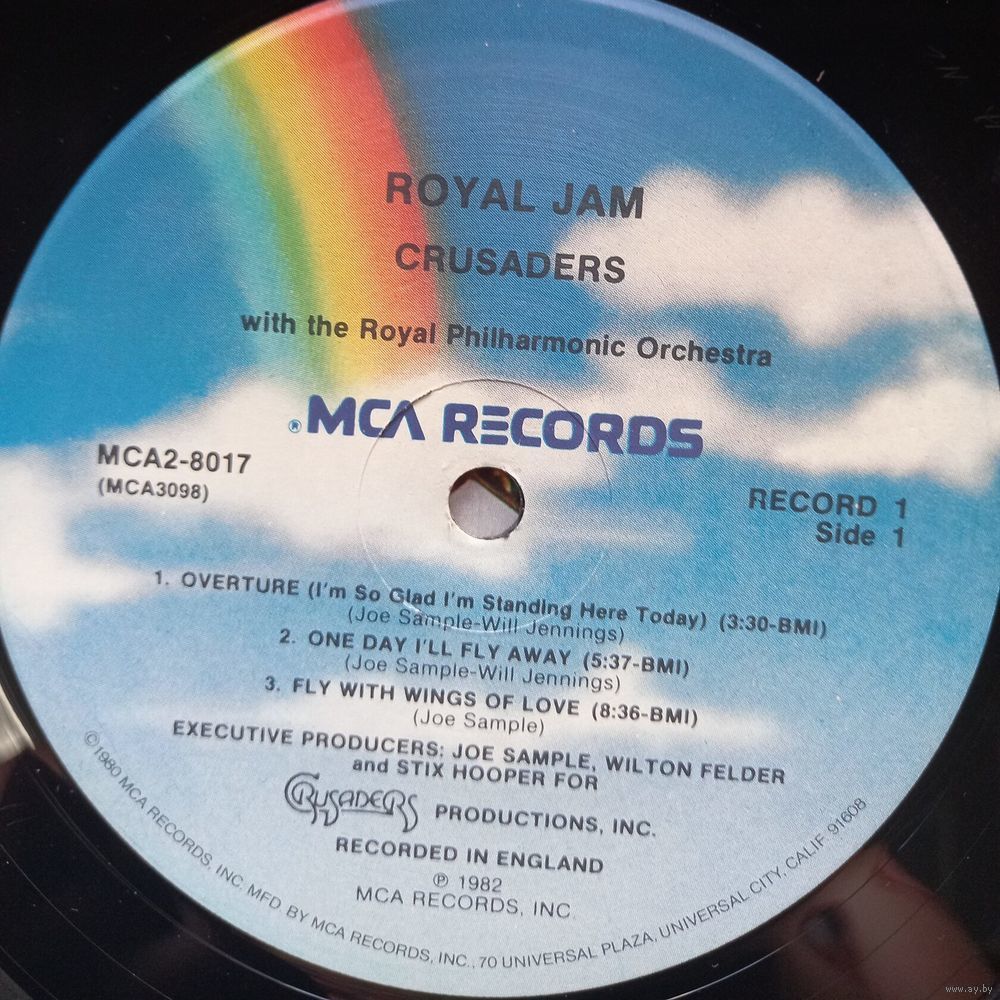 ROYAL JAM
CRUSADERS
with the Royal Philharmonic Orchestra
® MCA RECORDS
MCA2-8017
(MCA3098)
RECORD 1
Side 1
1. OVERTURE (I'm So Glad I'm Standing Here Today) (3:30-BMI)
(Joe Sample-Will Jennings)
2. ONE DAY I'LL FLY AWAY (5:37-BMI)
(Joe Sample-Will Jennings)
3. FLY WITH WINGS OF LOVE (8:36-BMI)
(Joe Sample)
EXECUTIVE PRODUCERS: JOE SAMPLE, WILTON FELDER
and STIX HOOPER FOR
CRUSADERS PRODUCTIONS, INC.
RECORDED IN ENGLAND
℗ 1982
MCA RECORDS, INC.
©1980 MCA RECORDS, INC. MFD. BY MCA RECORDS, INC., 70 UNIVERSAL PLAZA, UNIVERSAL CITY, CALIF. 91608
www.ay.by